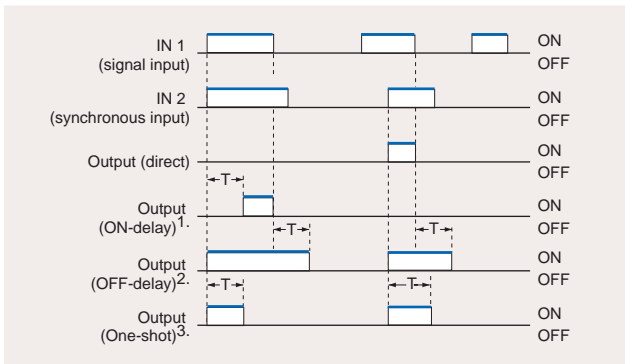 IN 1
(signal input)
ON
OFF
IN 2
(synchronous input)
ON
OFF
Output (direct)
ON
OFF
T
Output
(ON-delay)1.
T
T
ON
OFF
Output
(OFF-delay)2.
ON
OFF
T
T
Output
(One-shot)3.
ON
OFF